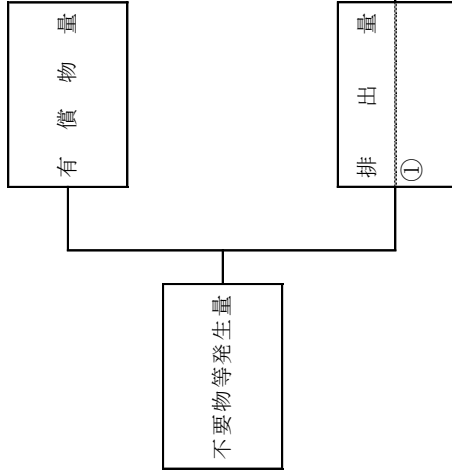 有償物量
排出量
①
不要物等発生量